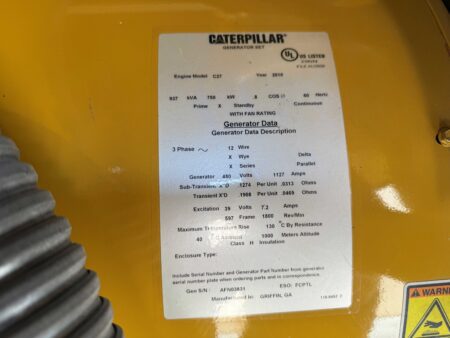 CATERPILLAR
GENERATOR SET
UL US LISTED
Engine Model C27 Year 2010
937 kVA 750 kW .8 COS 60 Hertz
Prime X Standby Continuous
WITH FAN RATING
Generator Data
Generator Data Description
3 Phase 12 Wire
X Wye Delta
X Series Parallel
Generator 480 Volts 1127 Amps
Sub-Transient X"D .1274 Per Unit .0313 Ohms
Transient X'D .1908 Per Unit .0469 Ohms
Excitation 39 Volts 7.2 Amps
597 Frame 1800 Rev/Min
Maximum Temperature Rise 130 °C By Resistance
40 °C Ambient 1000 Meters Altitude
Class H Insulation
Enclosure Type:
Include Serial Number and Generator Part Number from generator
serial number plate when ordering parts and in correspondence.
Gen S/N : AFN03831 ESO: FCPTL
Manufactured In: GRIFFIN, GA
WARNING